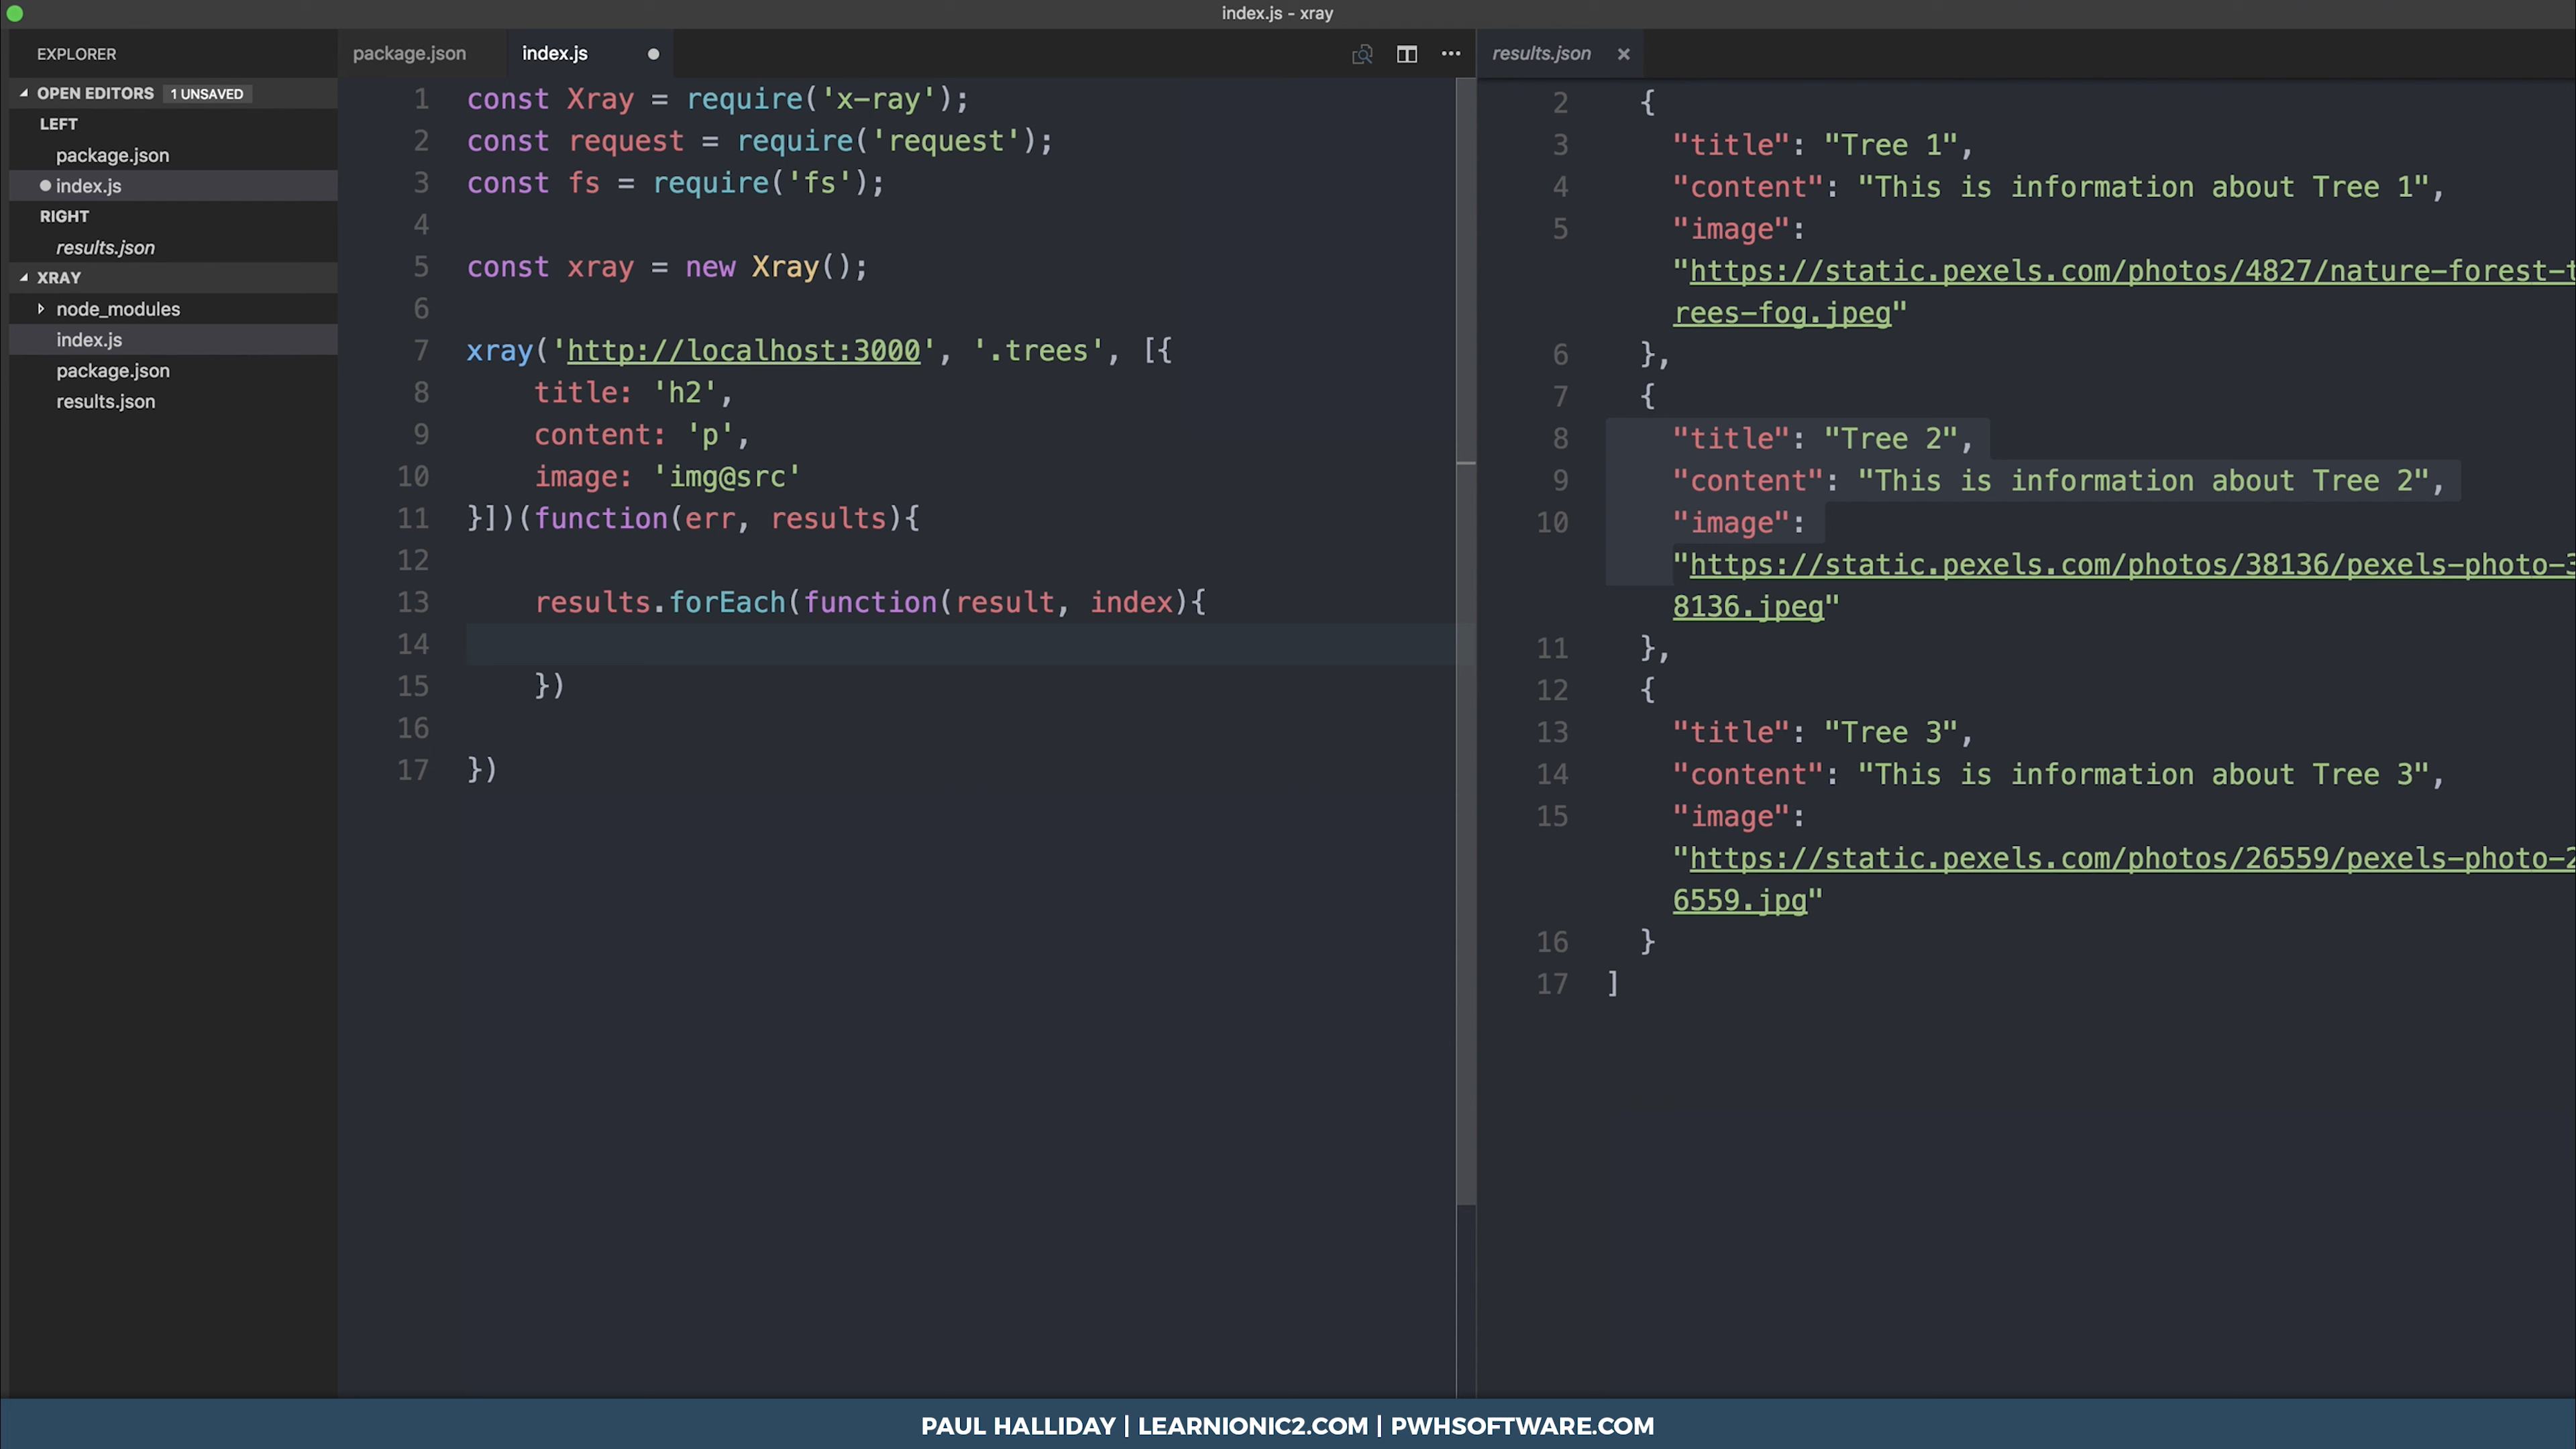 index.js - xray
EXPLORER
OPEN EDITORS 1 UNSAVED
LEFT
package.json
index.js
RIGHT
results.json
XRAY
node_modules
index.js
package.json
results.json
package.json index.js
1 const Xray = require('x-ray');
2 const request = require('request');
3 const fs = require('fs');
4
5 const xray = new Xray();
6
7 xray('http://localhost:3000', '.trees', [{
8 title: 'h2',
9 content: 'p',
10 image: 'img@src'
11 }])(function(err, results){
12
13 results.forEach(function(result, index){
14
15 })
16
17 })
results.json
2 {
3 "title": "Tree 1",
4 "content": "This is information about Tree 1",
5 "image":
"https://static.pexels.com/photos/4827/nature-forest-t
rees-fog.jpeg"
6 },
7 {
8 "title": "Tree 2",
9 "content": "This is information about Tree 2",
10 "image":
"https://static.pexels.com/photos/38136/pexels-photo-3
8136.jpeg"
11 },
12 {
13 "title": "Tree 3",
14 "content": "This is information about Tree 3",
15 "image":
"https://static.pexels.com/photos/26559/pexels-photo-2
6559.jpg"
16 }
17 ]
PAUL HALLIDAY | LEARNIONIC2.COM | PWHSOFTWARE.COM